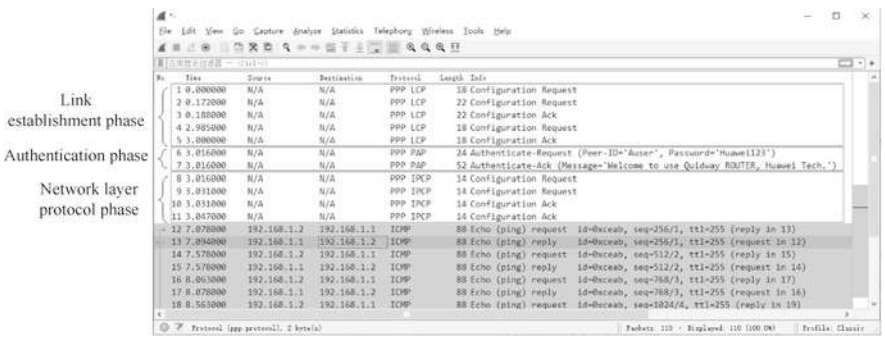 File Edit View Go Capture Analyze Statistics Telephony Wireless Tools Help
No. Time Source Destination Protocol Length Info
Link
establishment phase
1 0.000000 N/A N/A PPP LCP 18 Configuration Request
2 0.172000 N/A N/A PPP LCP 22 Configuration Request
3 0.188000 N/A N/A PPP LCP 22 Configuration Ack
4 2.985000 N/A N/A PPP LCP 18 Configuration Request
5 3.000000 N/A N/A PPP LCP 18 Configuration Ack
Authentication phase
6 3.016000 N/A N/A PPP PAP 24 Authenticate-Request (Peer-ID='Auser', Password='Huawei123')
7 3.016000 N/A N/A PPP PAP 52 Authenticate-Ack (Message='Welcome to use Quidway ROUTER, Huawei Tech.')
Network layer
protocol phase
8 3.016000 N/A N/A PPP IPCP 14 Configuration Request
9 3.031000 N/A N/A PPP IPCP 14 Configuration Request
10 3.031000 N/A N/A PPP IPCP 14 Configuration Ack
11 3.047000 N/A N/A PPP IPCP 14 Configuration Ack
12 7.078000 192.168.1.2 192.168.1.1 ICMP 88 Echo (ping) request id=0xceab, seq=256/1, ttl=255 (reply in 13)
13 7.094000 192.168.1.1 192.168.1.2 ICMP 88 Echo (ping) reply id=0xceab, seq=256/1, ttl=255 (request in 12)
14 7.578000 192.168.1.2 192.168.1.1 ICMP 88 Echo (ping) request id=0xceab, seq=512/2, ttl=255 (reply in 15)
15 7.578000 192.168.1.1 192.168.1.2 ICMP 88 Echo (ping) reply id=0xceab, seq=512/2, ttl=255 (request in 14)
16 8.063000 192.168.1.2 192.168.1.1 ICMP 88 Echo (ping) request id=0xceab, seq=768/3, ttl=255 (reply in 17)
17 8.078000 192.168.1.1 192.168.1.2 ICMP 88 Echo (ping) reply id=0xceab, seq=768/3, ttl=255 (request in 16)
18 8.563000 192.168.1.2 192.168.1.1 ICMP 88 Echo (ping) request id=0xceab, seq=1024/4, ttl=255 (reply in 19)
Protocol (ppp.protocol), 2 byte(s) Packets: 110 · Displayed: 110 (100.0%) Profile: Classic